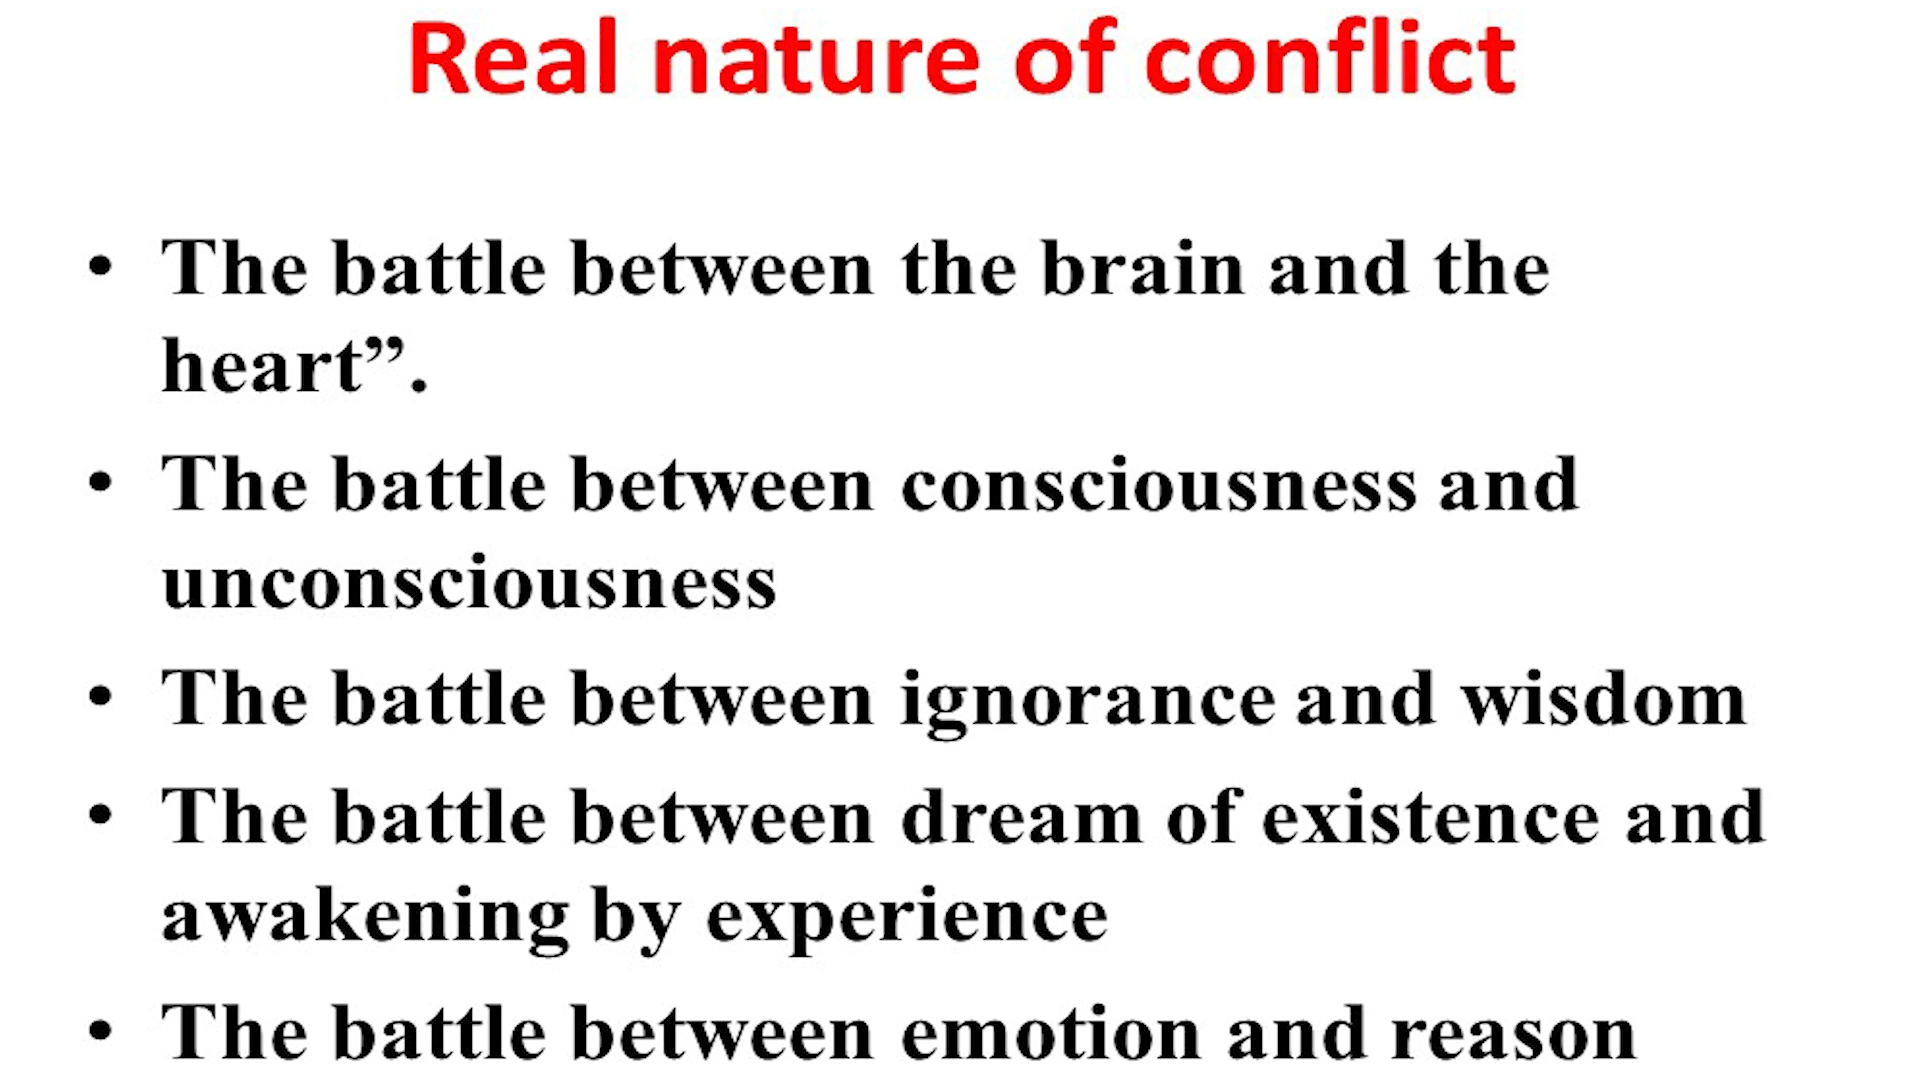 Real nature of conflict
• The battle between the brain and the
heart”.
• The battle between consciousness and
unconsciousness
• The battle between ignorance and wisdom
• The battle between dream of existence and
awakening by experience
• The battle between emotion and reason